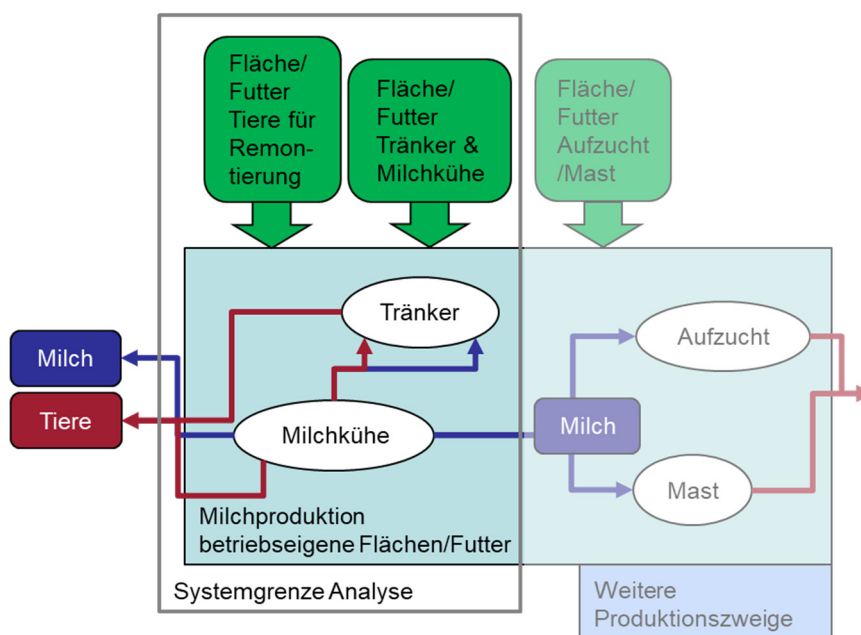 Fläche/
Futter
Tiere für
Remon-
tierung
Fläche/
Futter
Tränker &
Milchkühe
Fläche/
Futter
Aufzucht
/Mast
Tränker
Aufzucht
Milch
Tiere
Milchkühe
Milch
Mast
Milchproduktion
betriebseigene Flächen/Futter
Systemgrenze Analyse
Weitere
Produktionszweige